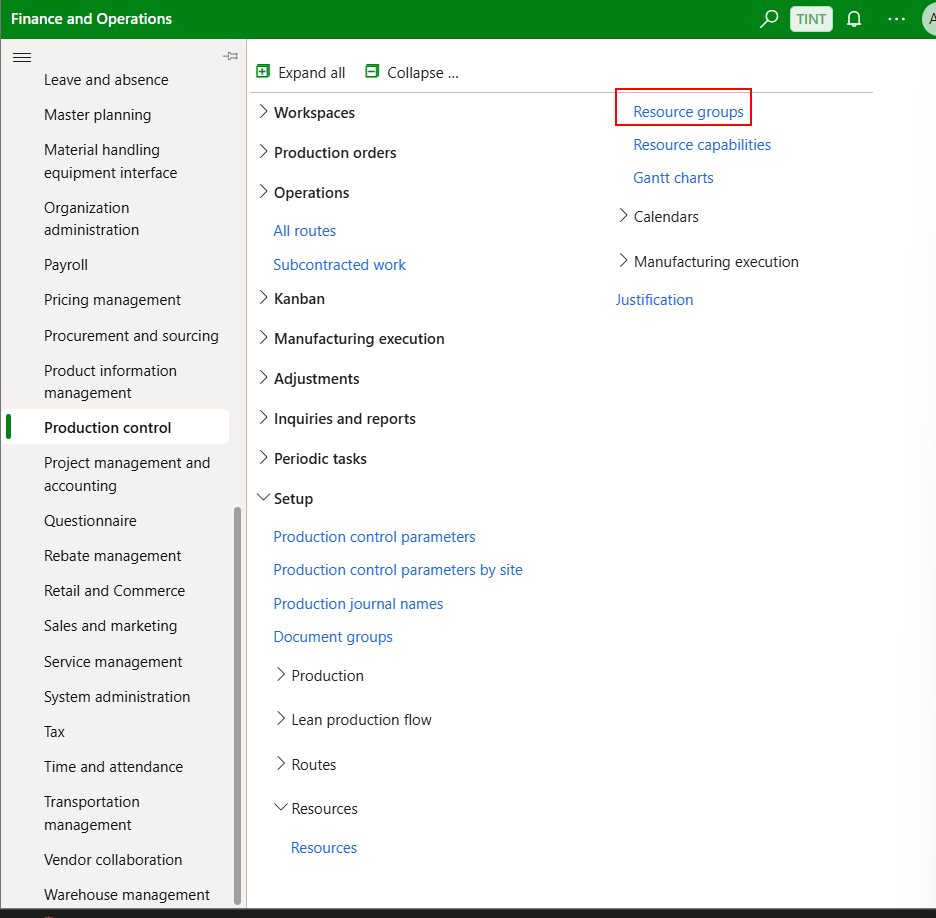 Finance and Operations
TINT
Leave and absence
Master planning
Material handling
equipment interface
Organization
administration
Payroll
Pricing management
Procurement and sourcing
Product information
management
Production control
Project management and
accounting
Questionnaire
Rebate management
Retail and Commerce
Sales and marketing
Service management
System administration
Tax
Time and attendance
Transportation
management
Vendor collaboration
Warehouse management
Expand all
Collapse ...
Workspaces
Production orders
Operations
All routes
Subcontracted work
Kanban
Manufacturing execution
Adjustments
Inquiries and reports
Periodic tasks
Setup
Production control parameters
Production control parameters by site
Production journal names
Document groups
Production
Lean production flow
Routes
Resources
Resources
Resource groups
Resource capabilities
Gantt charts
Calendars
Manufacturing execution
Justification